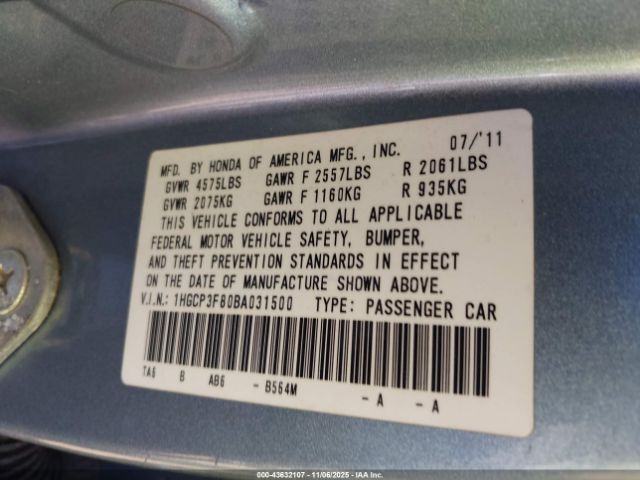 MFD. BY HONDA OF AMERICA MFG., INC. 07/'11
GVWR 4575LBS GAWR F 2557LBS R 2061LBS
GVWR 2075KG GAWR F 1160KG R 935KG
THIS VEHICLE CONFORMS TO ALL APPLICABLE
FEDERAL MOTOR VEHICLE SAFETY, BUMPER,
AND THEFT PREVENTION STANDARDS IN EFFECT
ON THE DATE OF MANUFACTURE SHOWN ABOVE.
V.I.N.: 1HGCP3F80BA031500 TYPE: PASSENGER CAR
TA6 B AB6 - B564M - A - A
00-43632107 - 11/06/2025 - IAA Inc.